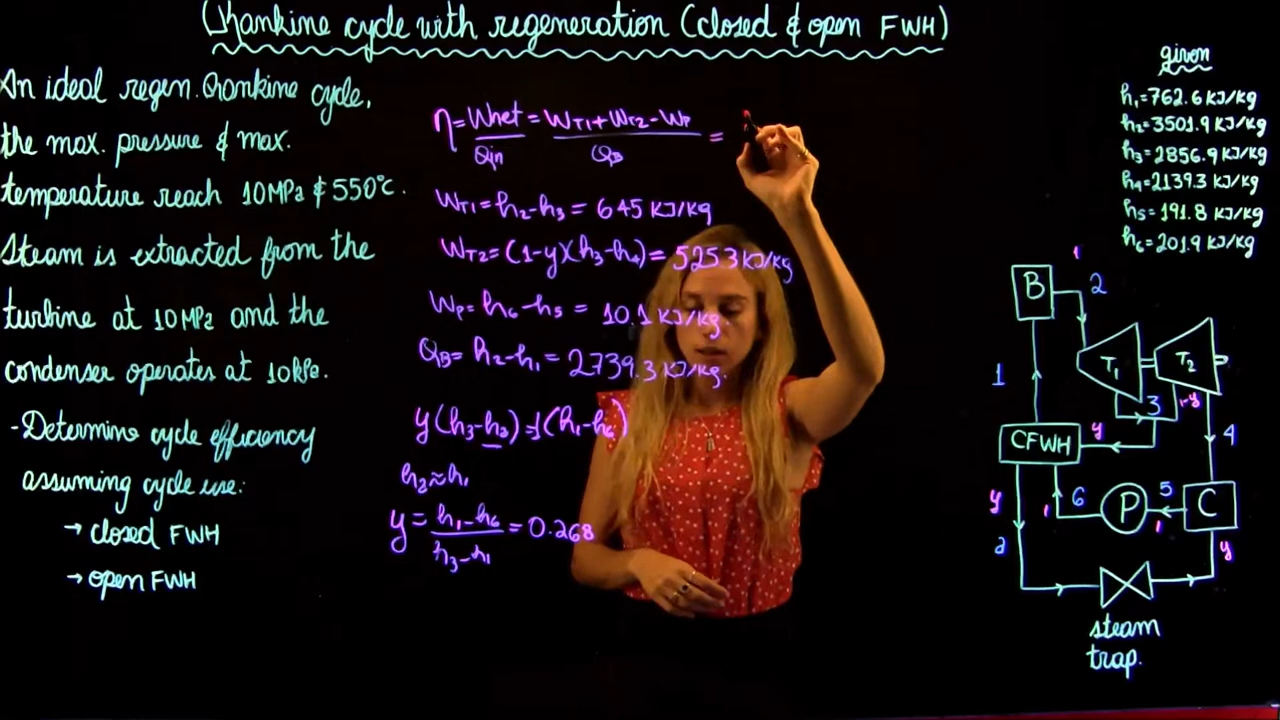 Rankine cycle with regeneration (closed & open FWH)
An ideal regen. Rankine cycle,
the max. pressure & max.
temperature reach 10MPa & 550°C.
Steam is extracted from the
turbine at 10MPa and the
condenser operates at 10kPa.
- Determine cycle efficiency
assuming cycle use:
→ closed FWH
→ open FWH
η = Wnet/Qin = WT1 + WT2 - WP/QB =
WT1 = h2 - h3 = 645 KJ/kg
WT2 = (1-y)(h3-h4) = 525.3 KJ/kg
WP = h6 - h5 = 10.1 KJ/kg.
QB = h2 - h1 = 2739.3 KJ/kg.
y(h3-ha) = 1(h1-h6)
ha ≈ h1
y = h1-h6/h3-h1 = 0.268
given
h1 = 762.6 KJ/kg
h2 = 3501.9 KJ/kg
h3 = 2856.9 KJ/kg
h4 = 2139.3 KJ/kg
h5 = 191.8 KJ/kg
h6 = 201.9 KJ/kg
1
B
2
T1
T2
1
3
1-y
CFWH
y
4
y
6
P
5
C
1
1
a
y
steam
trap.